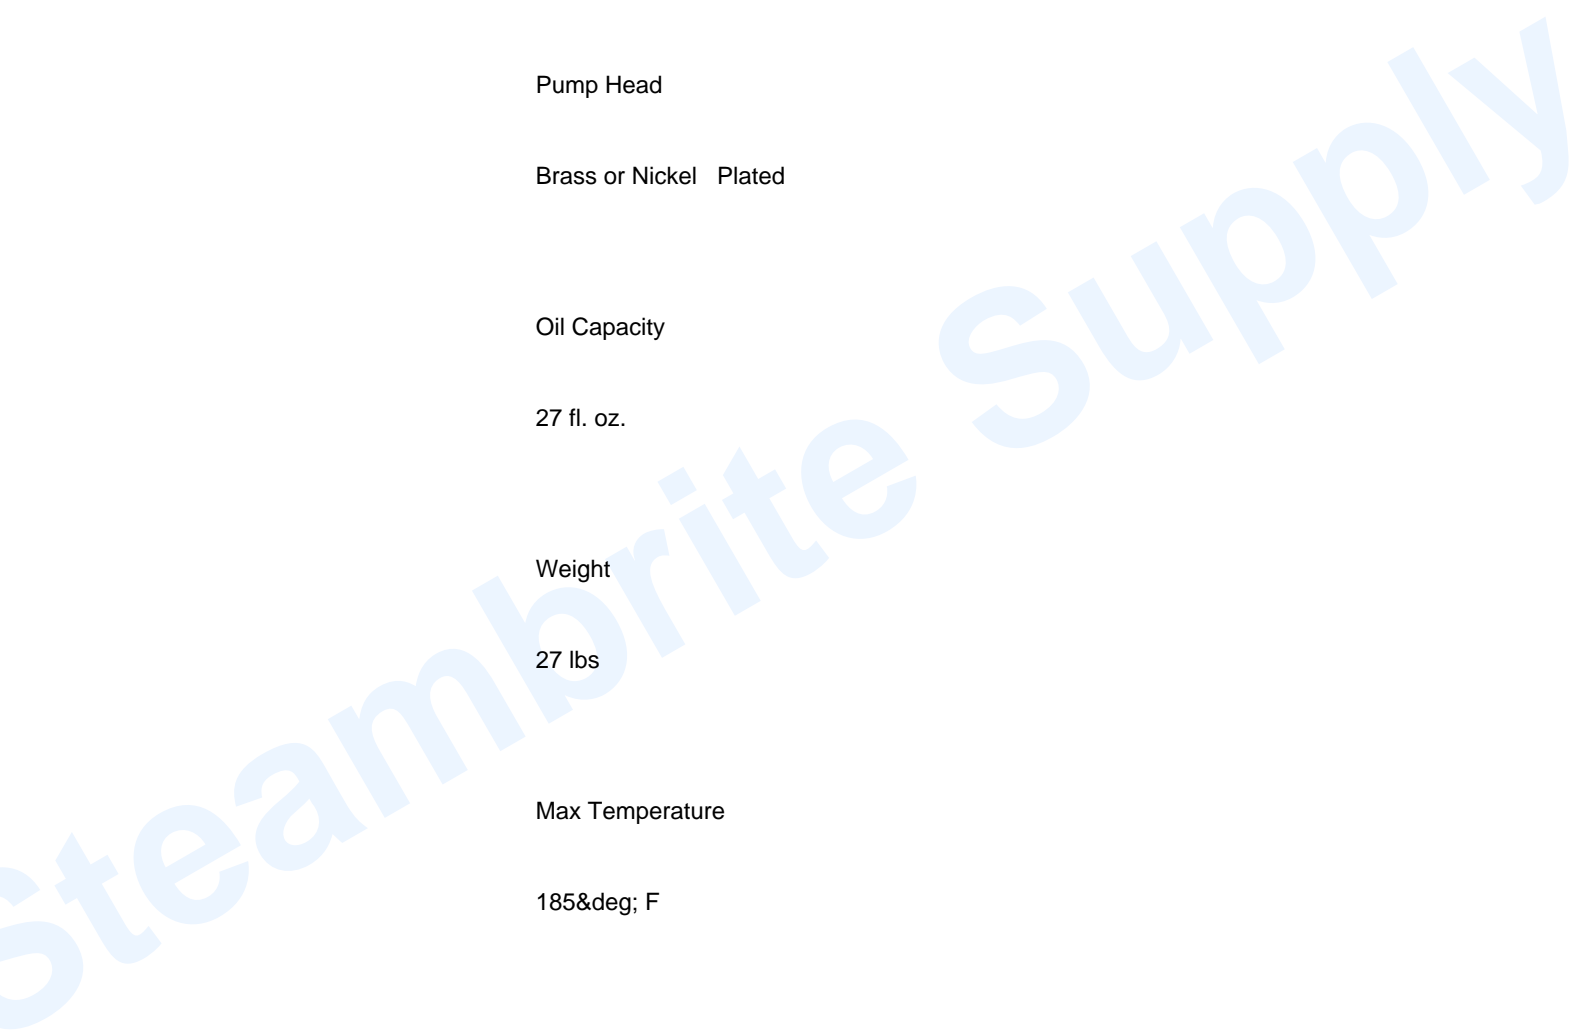 Pump Head
Brass or Nickel   Plated
Oil Capacity
27 fl. oz.
Weight
27 lbs
Max Temperature
185&deg; F
Steambrite Supply